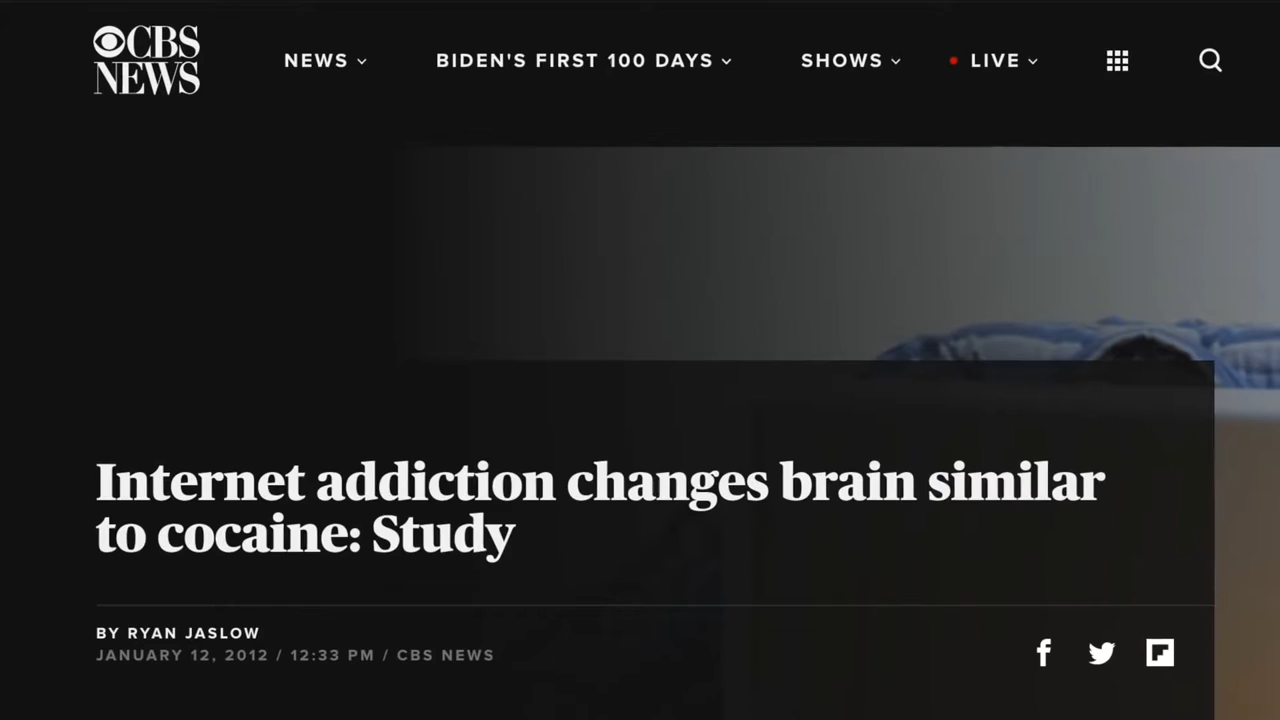 CBS
NEWS
NEWS BIDEN'S FIRST 100 DAYS SHOWS LIVE
Internet addiction changes brain similar
to cocaine: Study
BY RYAN JASLOW
JANUARY 12, 2012 / 12:33 PM / CBS NEWS